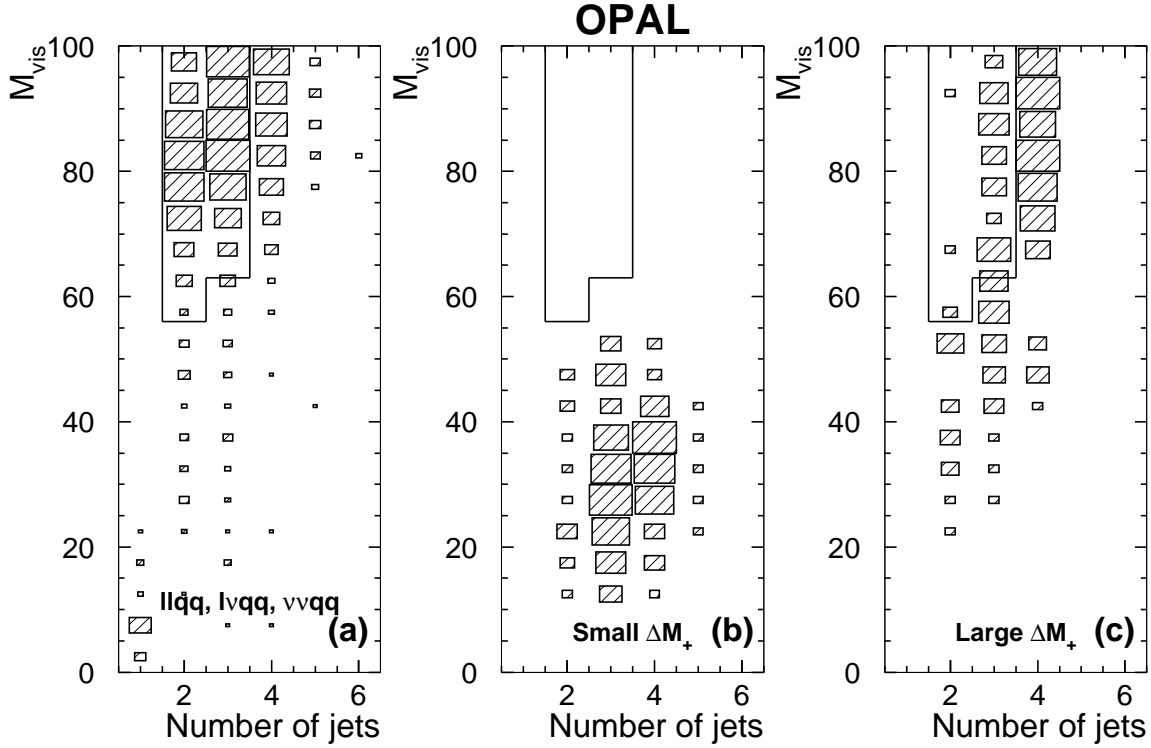 OPAL
M_vis
100
80
60
40
20
0
2 4 6
Number of jets
llqq, lνqq, ννqq
(a)
M_vis
100
80
60
40
20
0
2 4 6
Number of jets
Small ΔM_+ (b)
M_vis
100
80
60
40
20
0
2 4 6
Number of jets
Large ΔM_+ (c)